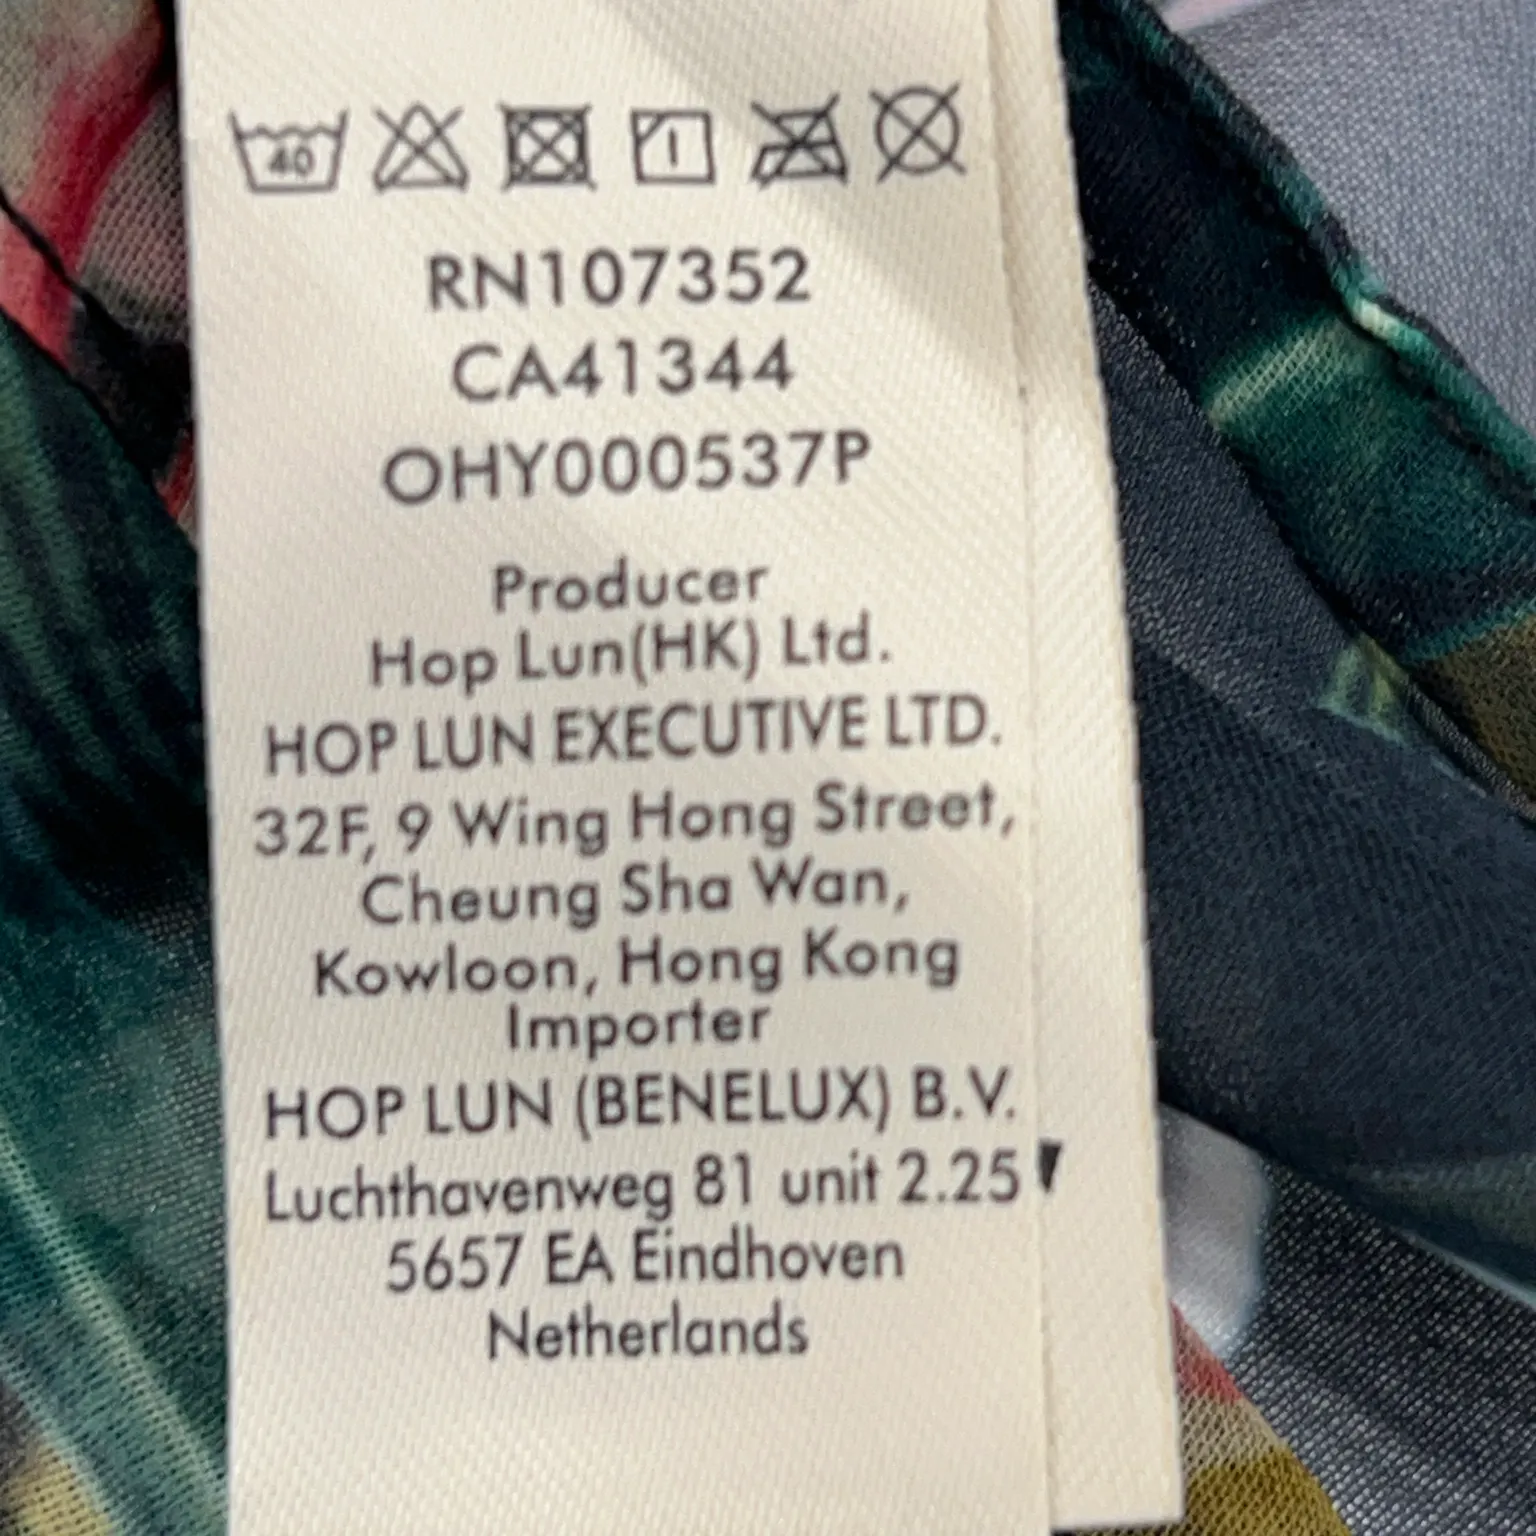 40
RN107352
CA41344
OHY000537P
Producer
Hop Lun(HK) Ltd.
HOP LUN EXECUTIVE LTD.
32F, 9 Wing Hong Street,
Cheung Sha Wan,
Kowloon, Hong Kong
Importer
HOP LUN (BENELUX) B.V.
Luchthavenweg 81 unit 2.25
5657 EA Eindhoven
Netherlands